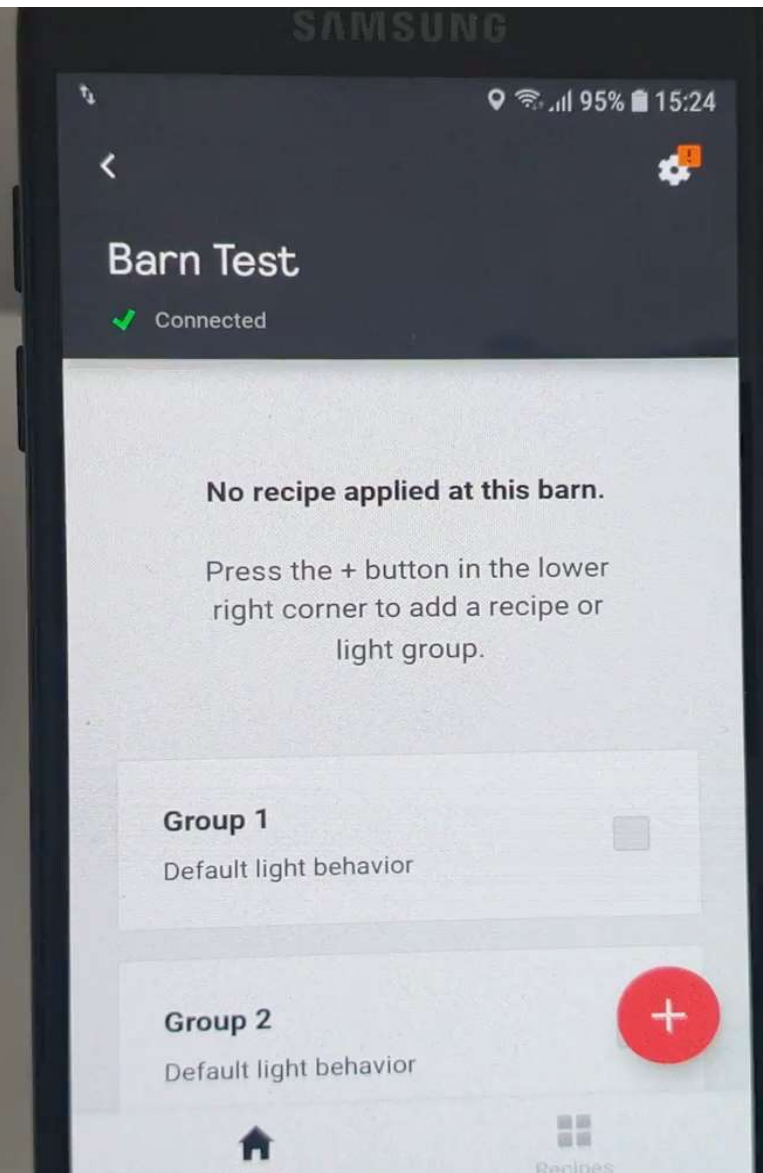 SAMSUNG
95% 15:24
!
Barn Test
Connected
No recipe applied at this barn.
Press the + button in the lower
right corner to add a recipe or
light group.
Group 1
Default light behavior
Group 2
+
Default light behavior
Recipes